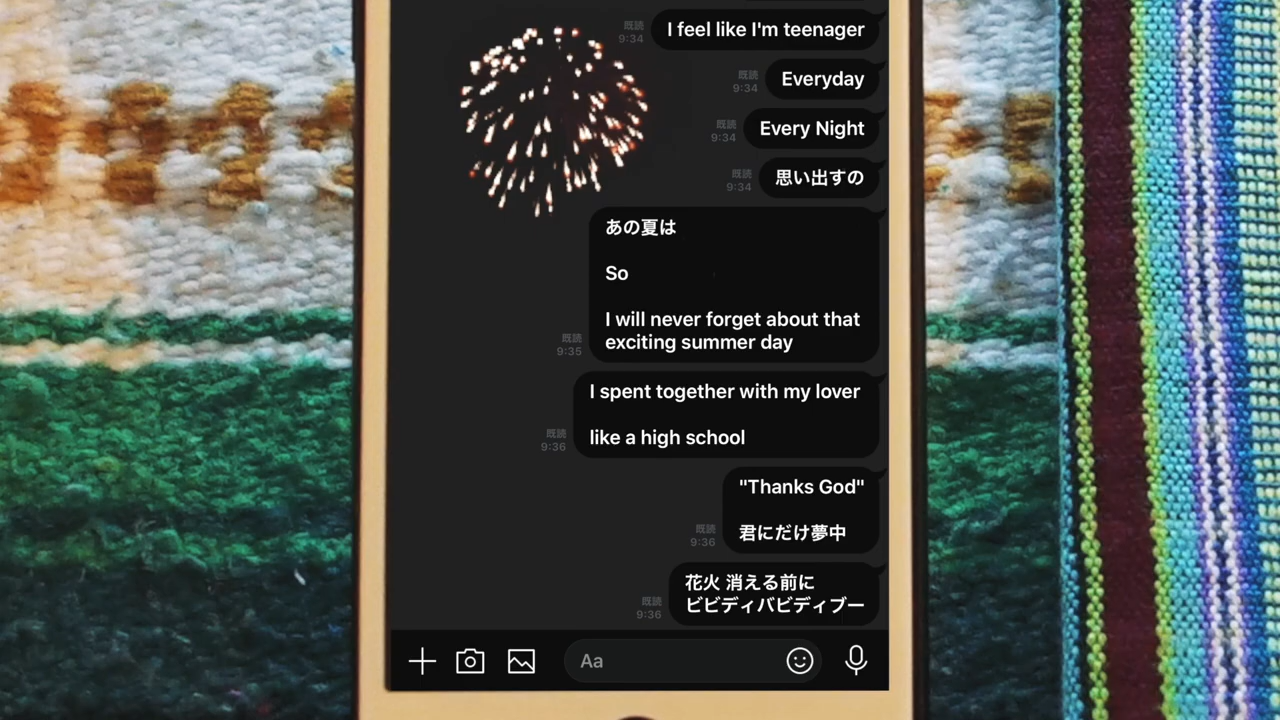 既読
9:34
I feel like I'm teenager
既読
9:34
Everyday
既読
9:34
Every Night
既読
9:34
思い出すの
あの夏は
So
I will never forget about that
exciting summer day
既読
9:35
I spent together with my lover
like a high school
既読
9:36
"Thanks God"
君にだけ夢中
既読
9:36
花火 消える前に
ビビディバビディブー
既読
9:36
Aa